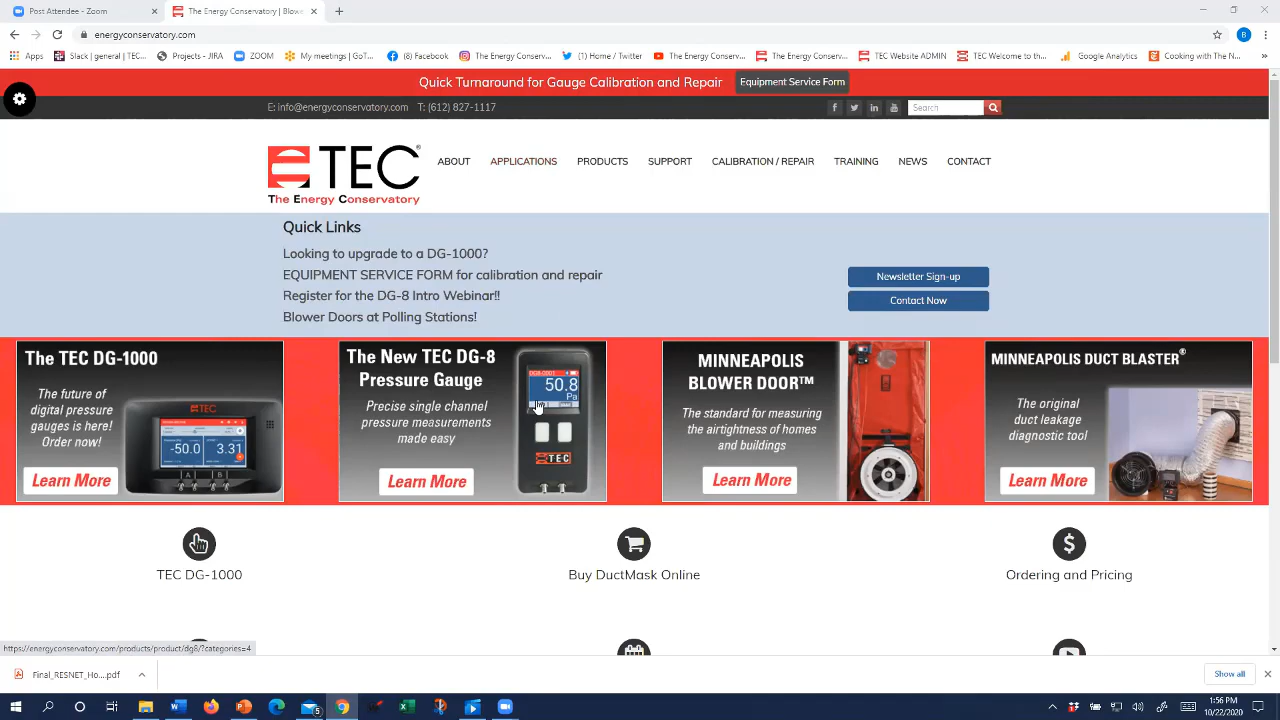 Post Attendee - Zoom
The Energy Conservatory | Blow
energyconservatory.com
Apps
Slack | general | TEC...
Projects - JIRA
ZOOM
My meetings | GoT...
(8) Facebook
The Energy Conserv...
(1) Home / Twitter
The Energy Conserv...
The Energy Conserv...
TEC Website ADMIN
TEC Welcome to the...
Google Analytics
Cooking with The N...
Quick Turnaround for Gauge Calibration and Repair
Equipment Service Form
E: info@energyconservatory.com T: (612) 827-1117
Search
TEC
The Energy Conservatory
ABOUT
APPLICATIONS
PRODUCTS
SUPPORT
CALIBRATION / REPAIR
TRAINING
NEWS
CONTACT
Quick Links
Looking to upgrade to a DG-1000?
EQUIPMENT SERVICE FORM for calibration and repair
Register for the DG-8 Intro Webinar!!
Blower Doors at Polling Stations!
Newsletter Sign-up
Contact Now
The TEC DG-1000
The future of
digital pressure
gauges is here!
Order now!
Learn More
TEC
-50.0
3.31
A B
The New TEC DG-8
Pressure Gauge
Precise single channel
pressure measurements
made easy
Learn More
DG8-0001
50.8
Pa
TEC
MINNEAPOLIS
BLOWER DOOR™
The standard for measuring
the airtightness of homes
and buildings
Learn More
MINNEAPOLIS DUCT BLASTER®
The original
duct leakage
diagnostic tool
Learn More
TEC DG-1000
Buy DuctMask Online
$
Ordering and Pricing
https://energyconservatory.com/products/product/dg8/?categories=4
Final_RESNET_Ho....pdf
Show all
5
1:56 PM
10/22/2020